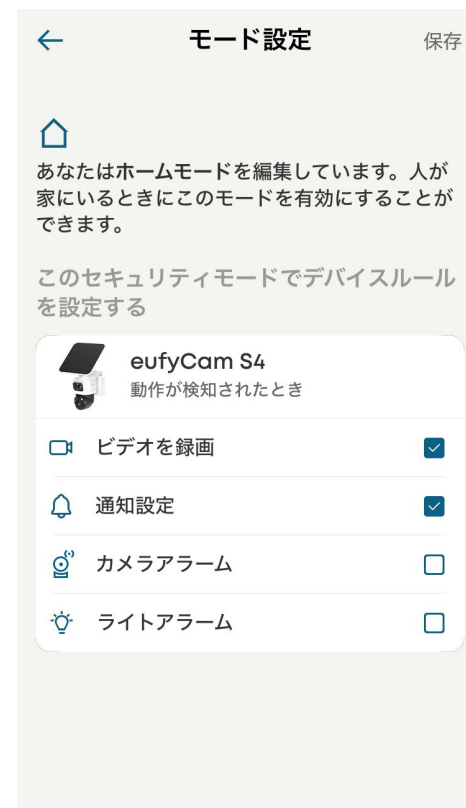 モード設定
保存
あなたはホームモードを編集しています。人が
家にいるときにこのモードを有効にすることが
できます。
このセキュリティモードでデバイスルール
を設定する
eufyCam S4
動作が検知されたとき
ビデオを録画
通知設定
カメラアラーム
ライトアラーム